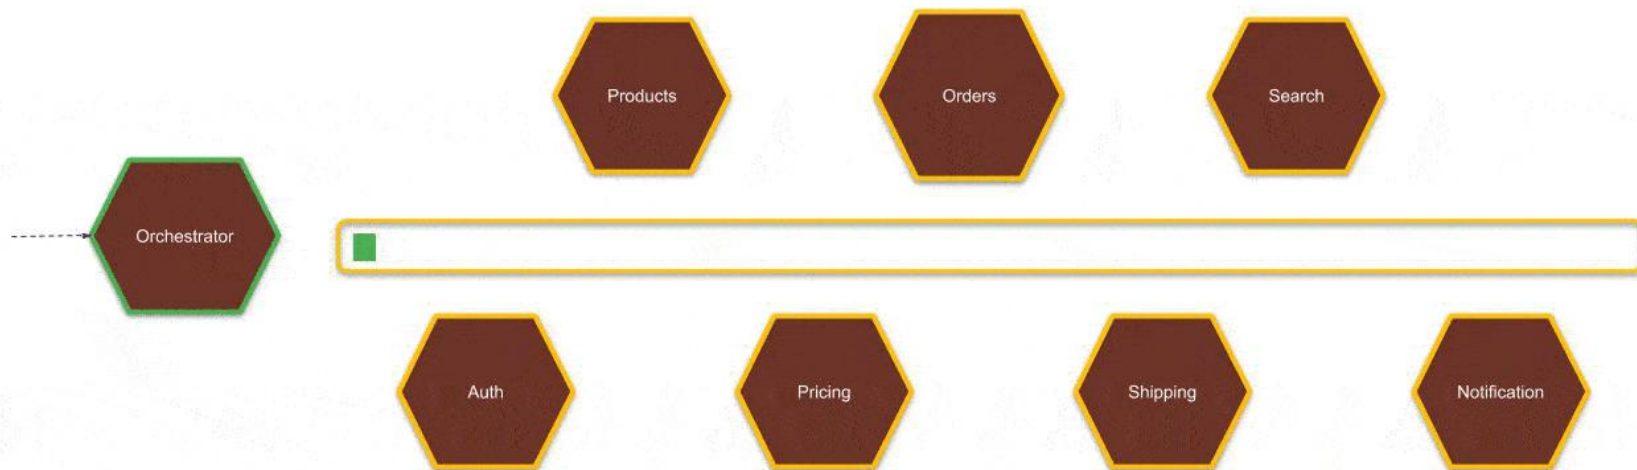 Products
Orders
Search
Orchestrator
Auth
Pricing
Shipping
Notification